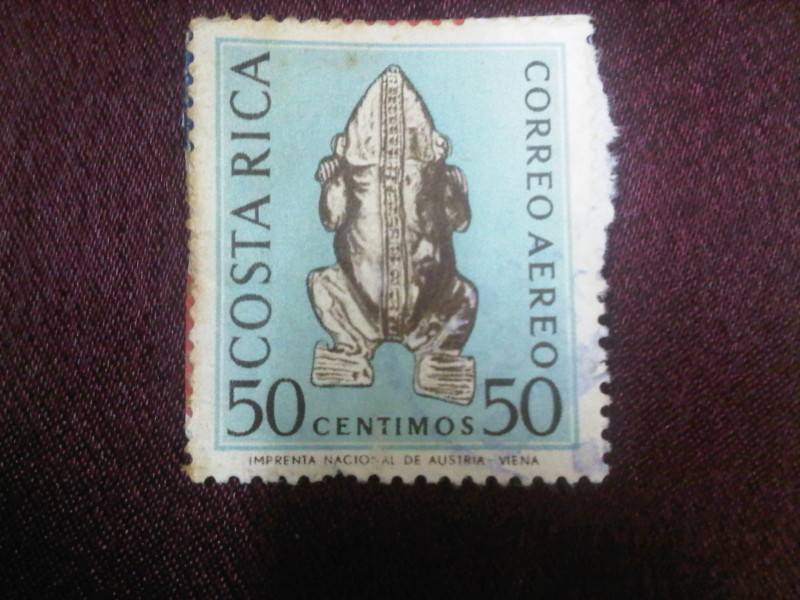 COSTA RICA
CORREO AEREO
50 CENTIMOS 50
IMPRENTA NACIONAL DE AUSTRIA - VIENA